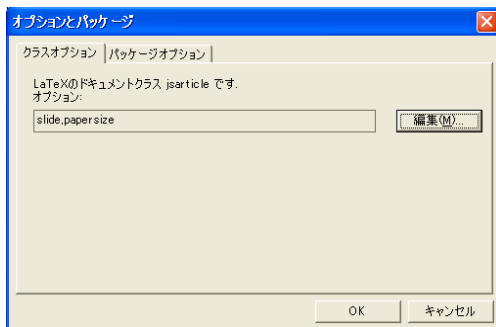 オプションとパッケージ
クラスオプション パッケージオプション
LaTeXのドキュメントクラス jsarticle です.
オプション:
slide,papersize 編集(M)...
OK キャンセル